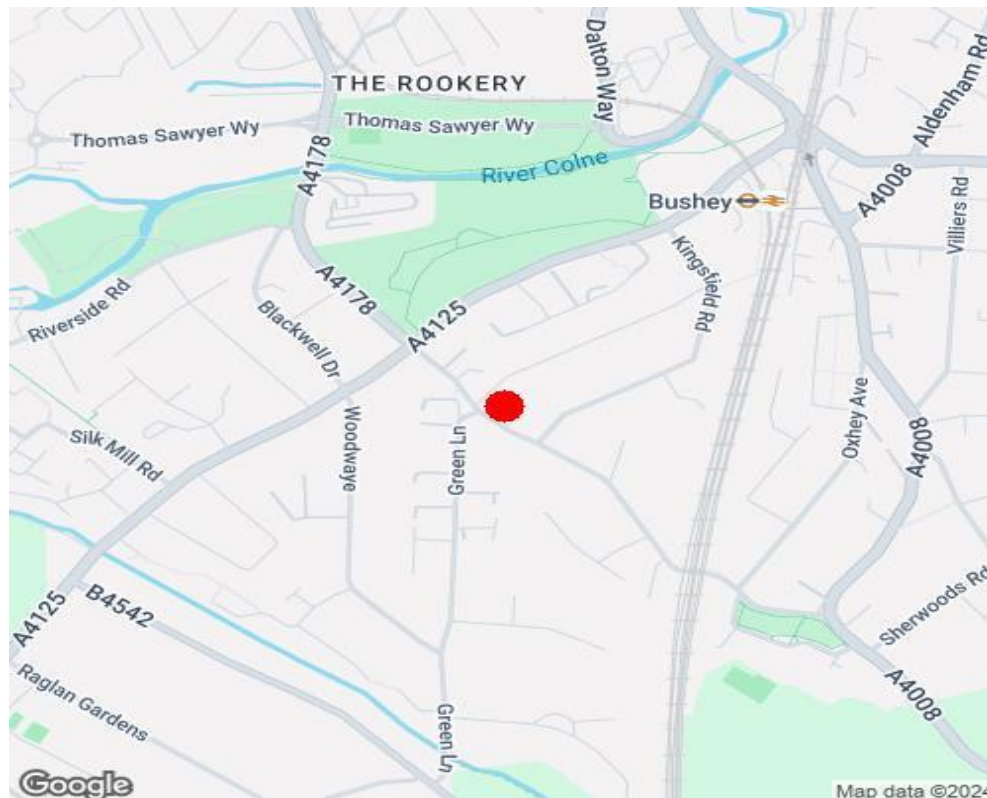 Dalton Way
THE ROOKERY
Thomas Sawyer Wy
Thomas Sawyer Wy
A4178
River Colne
Aldenham Rd
A4008
Villiers Rd
Bushey
Kingsfield Rd
Riverside Rd
A4178
Blackwell Dr
A4125
Silk Mill Rd
Woodwaye
Green Ln
Oxhey Ave
A4008
A4125
B4542
Raglan Gardens
Green Ln
Sherwoods Rd
A4008
Google
Map data ©2024